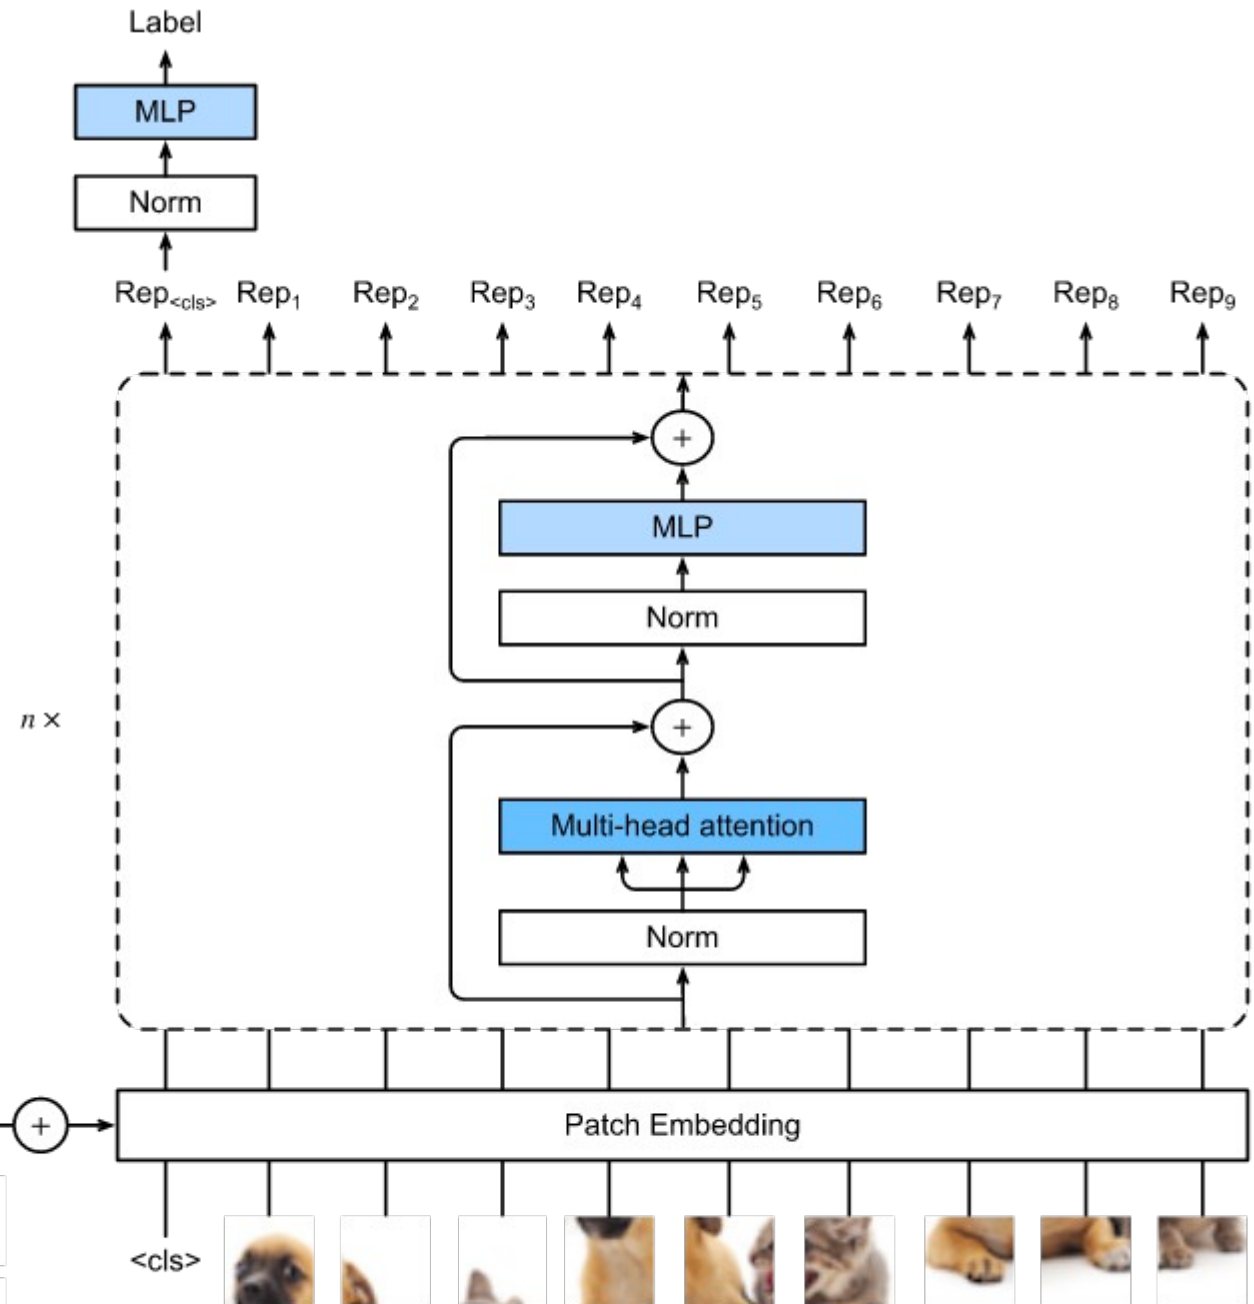 Label
MLP
Norm
Rep<cls> Rep1 Rep2 Rep3 Rep4 Rep5 Rep6 Rep7 Rep8 Rep9
+
MLP
Norm
n ×
+
Multi-head attention
Norm
+ Patch Embedding
<cls>